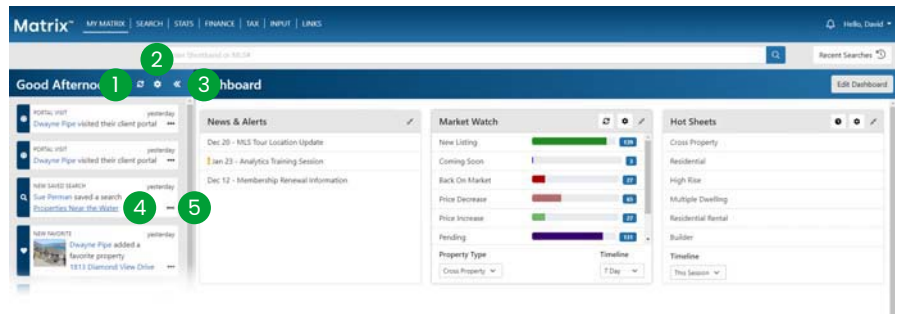 Matrix™ MY MATRIX | SEARCH | STATS | FINANCE | TAX | INPUT | LINKS Hello, David
2
Shorthand or MLS# Recent Searches
Good Afternoo 1 3 hboard Edit Dashboard
PORTAL VISIT yesterday
Dwayne Pipe visited their client portal
PORTAL VISIT yesterday
Dwayne Pipe visited their client portal
NEW SAVED SEARCH yesterday
Sue Perman saved a search
Properties Near the Water 4 5
NEW FAVORITE yesterday
Dwayne Pipe added a
favorite property
1813 Diamond View Drive
News & Alerts
Dec 20 - MLS Tour Location Update
Jan 23 - Analytics Training Session
Dec 12 - Membership Renewal Information
Market Watch
New Listing 139
Coming Soon 3
Back On Market 27
Price Decrease 65
Price Increase 27
Pending 131
Property Type Timeline
Cross Property 7 Day
Hot Sheets
Cross Property
Residential
High Rise
Multiple Dwelling
Residential Rental
Builder
Timeline
This Session